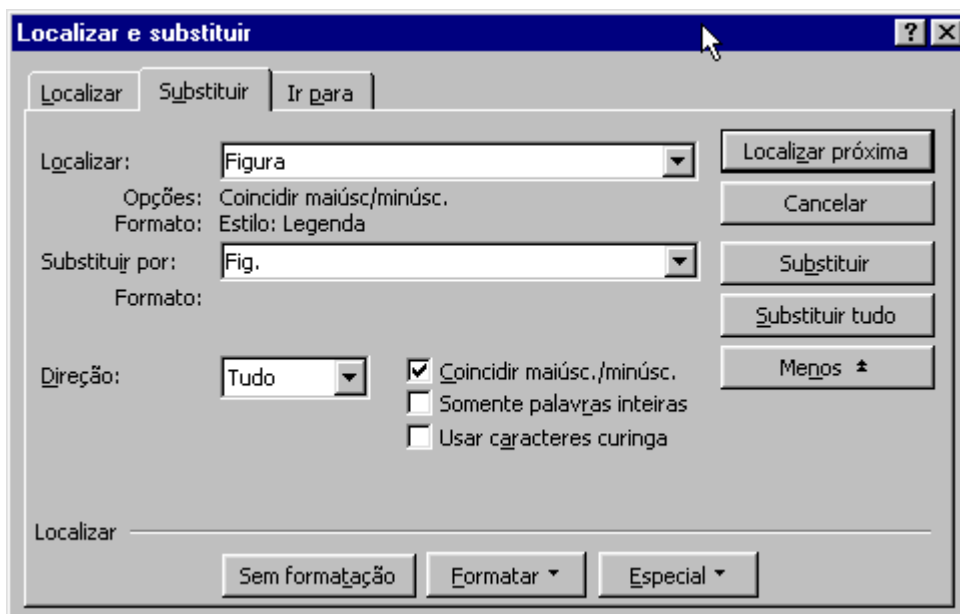 Localizar e substituir
Localizar Substituir Ir para
Localizar: Figura Localizar próxima
Opções: Coincidir maiúsc/minúsc. Cancelar
Formato: Estilo: Legenda
Substituir por: Fig. Substituir
Formato:
Substituir tudo
Direção: Tudo Coincidir maiúsc./minúsc. Menos
Somente palavras inteiras
Usar caracteres curinga
Localizar
Sem formatação Formatar Especial